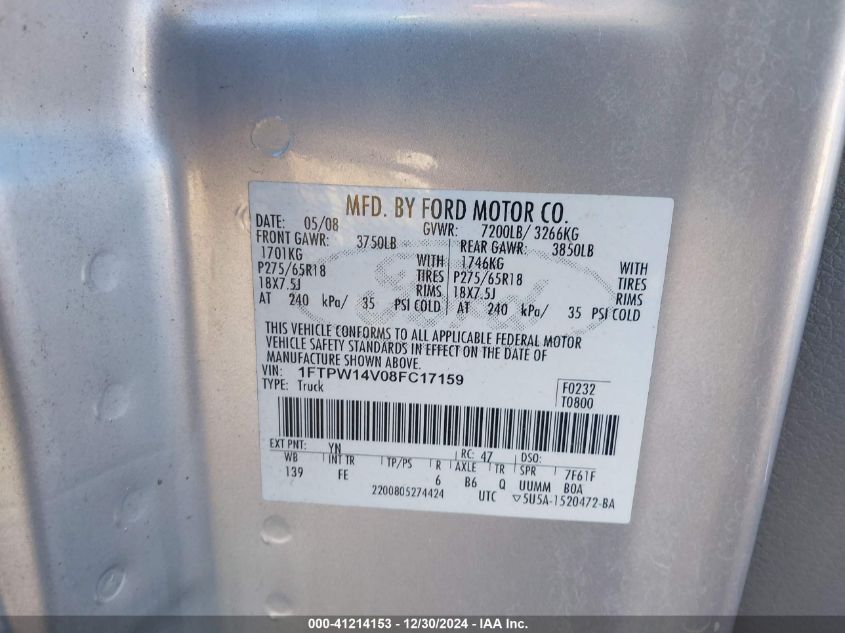 MFD. BY FORD MOTOR CO.
DATE: 05/08 GVWR: 7200LB/ 3266KG
FRONT GAWR: 3750LB REAR GAWR: 3850LB
1701KG WITH 1746KG WITH
P275/65R18 TIRES P275/65R18 TIRES
18X7.5J RIMS 18X7.5J RIMS
AT 240 kPa/ 35 PSI COLD AT 240 kPa/ 35 PSI COLD
THIS VEHICLE CONFORMS TO ALL APPLICABLE FEDERAL MOTOR
VEHICLE SAFETY STANDARDS IN EFFECT ON THE DATE OF
MANUFACTURE SHOWN ABOVE.
VIN: 1FTPW14V08FC17159
TYPE: Truck
F0232
T0800
EXT PNT: YN RC: 47 DSO:
WB INT TR TP/PS R AXLE TR SPR 7F61F
139 FE 6 B6 Q UUMM BOA
2200805274424 UTC ▽5U5A-1520472-BA
Ford
000-41214153 - 12/30/2024 - IAA Inc.